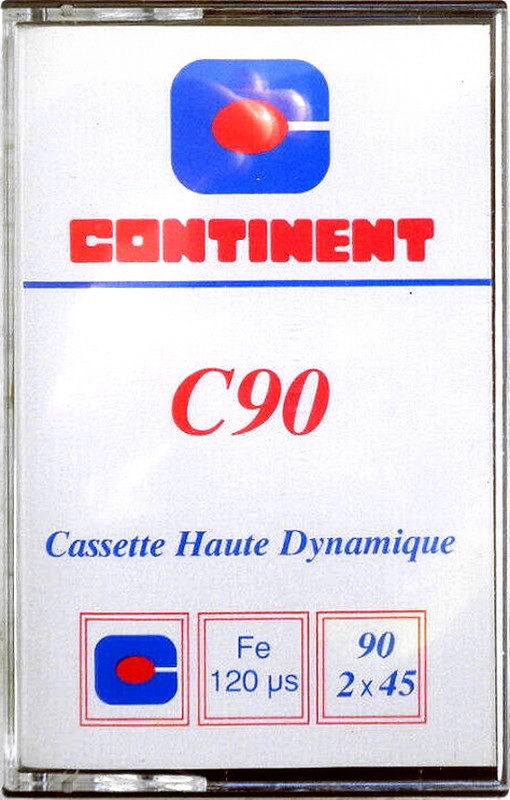 CONTINENT
C90
Cassette Haute Dynamique
Fe
120 µs
90
2 x 45